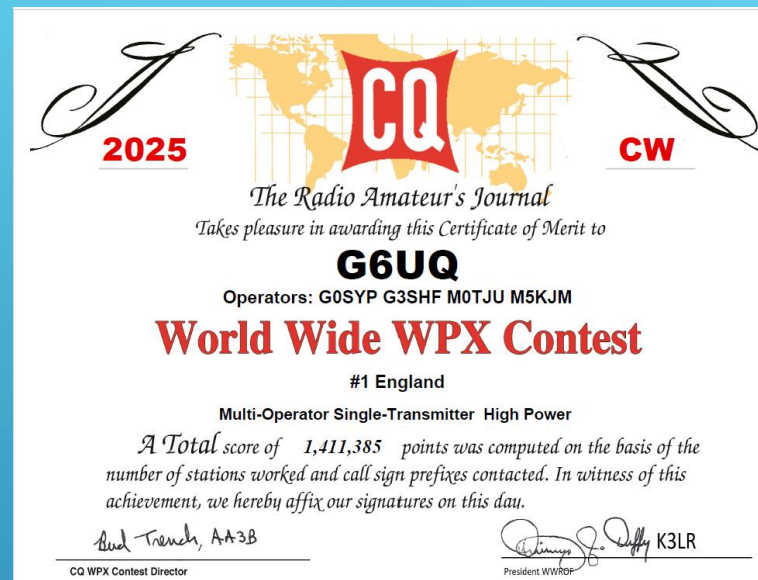 CQ
2025
CW
The Radio Amateur's Journal
Takes pleasure in awarding this Certificate of Merit to
G6UQ
Operators: G0SYP G3SHF M0TJU M5KJM
World Wide WPX Contest
#1 England
Multi-Operator Single-Transmitter High Power
A Total score of 1,411,385 points was computed on the basis of the
number of stations worked and call sign prefixes contacted. In witness of this
achievement, we hereby affix our signatures on this day.
Bud Trench, AA3B
Duffy K3LR
CQ WPX Contest Director
President WWROF